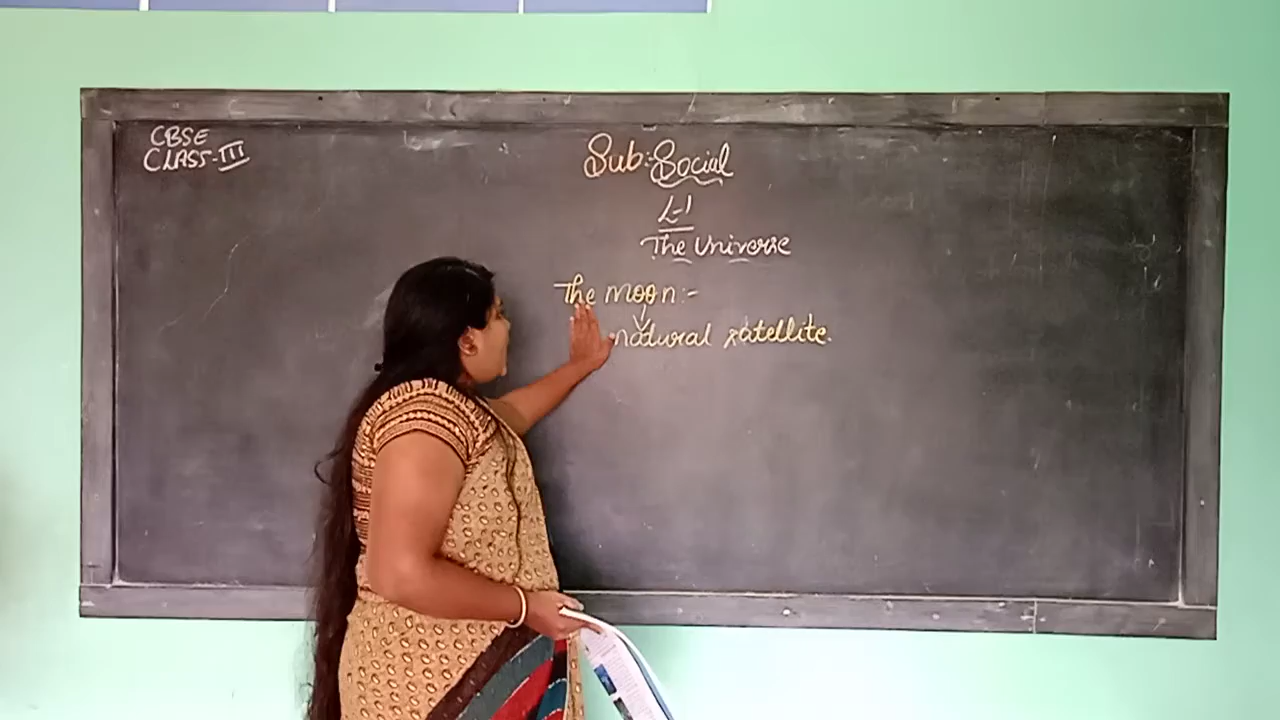 CBSE
CLASS-III
Sub:-Social
L-1
The Universe
The moon:-
natural satellite.